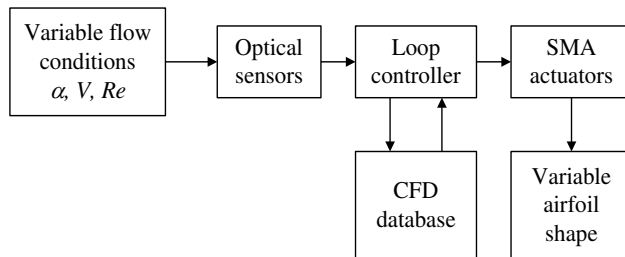 Variable flow
conditions
α, V, Re
Optical
sensors
Loop
controller
SMA
actuators
CFD
database
Variable
airfoil
shape